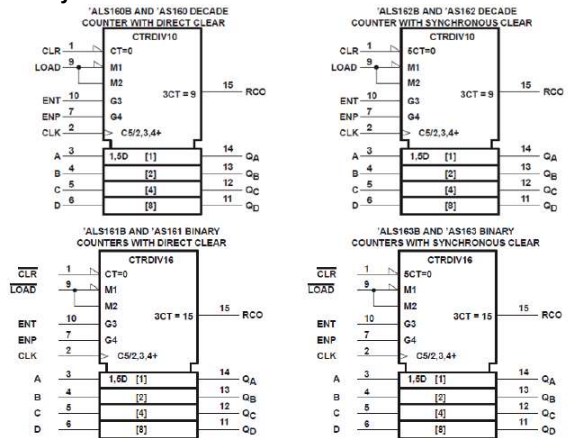 'ALS160B AND 'AS160 DECADE
COUNTER WITH DIRECT CLEAR
CTRDIV10
CLR 1 CT=0
LOAD 9 M1
M2
ENT 10 G3
3CT = 9 15 RCO
ENP 7 G4
CLK 2 C5/2,3,4+
A 3 1,5D [1] 14 QA
B 4 [2] 13 QB
C 5 [4] 12 QC
D 6 [8] 11 QD
'ALS162B AND 'AS162 DECADE
COUNTER WITH SYNCHRONOUS CLEAR
CTRDIV10
CLR 1 5CT=0
LOAD 9 M1
M2
ENT 10 G3
3CT = 9 15 RCO
ENP 7 G4
CLK 2 C5/2,3,4+
A 3 1,5D [1] 14 QA
B 4 [2] 13 QB
C 5 [4] 12 QC
D 6 [8] 11 QD
'ALS161B AND 'AS161 BINARY
COUNTERS WITH DIRECT CLEAR
CTRDIV16
CLR 1 CT=0
LOAD 9 M1
M2
ENT 10 G3
3CT = 15 15 RCO
ENP 7 G4
CLK 2 C5/2,3,4+
A 3 1,5D [1] 14 QA
B 4 [2] 13 QB
C 5 [4] 12 QC
D 6 [8] 11 QD
'ALS163B AND 'AS163 BINARY
COUNTERS WITH SYNCHRONOUS CLEAR
CTRDIV16
CLR 1 5CT=0
LOAD 9 M1
M2
ENT 10 G3
3CT = 15 15 RCO
ENP 7 G4
CLK 2 C5/2,3,4+
A 3 1,5D [1] 14 QA
B 4 [2] 13 QB
C 5 [4] 12 QC
D 6 [8] 11 QD